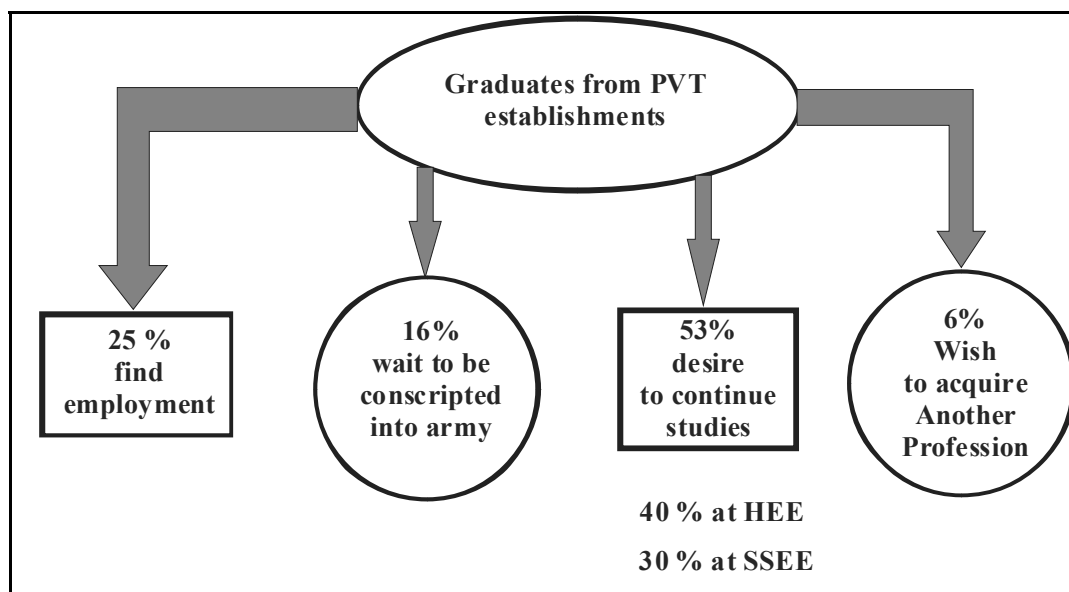 Graduates from PVT
establishments
25 %
find
employment
16%
wait to be
conscripted
into army
53%
desire
to continue
studies
6%
Wish
to acquire
Another
Profession
40 % at HEE
30 % at SSEE